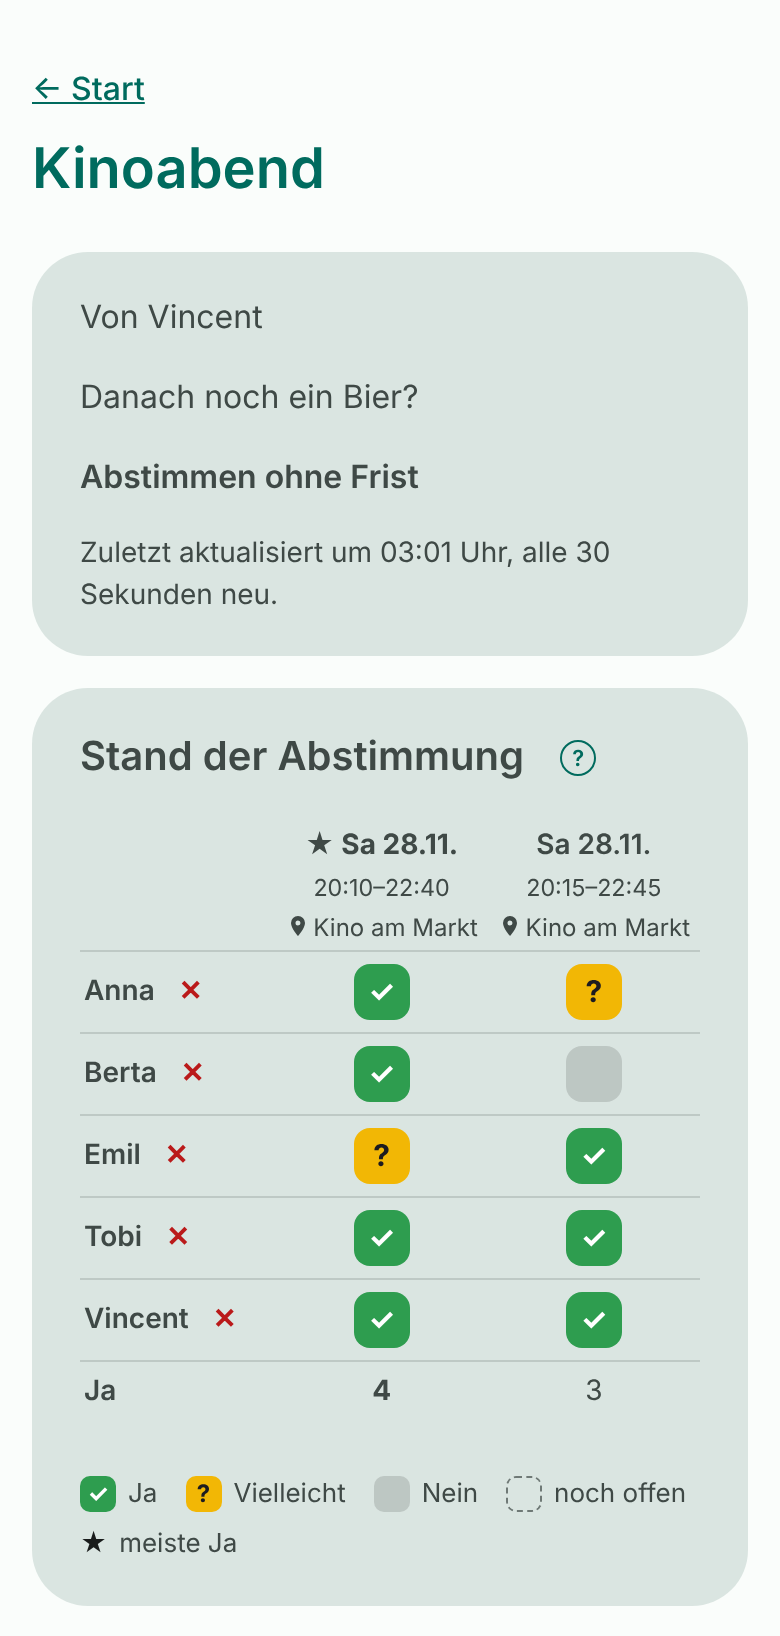 ← Start
Kinoabend
Von Vincent
Danach noch ein Bier?
Abstimmen ohne Frist
Zuletzt aktualisiert um 03:01 Uhr, alle 30
Sekunden neu.
Stand der Abstimmung ?
★ Sa 28.11. Sa 28.11.
20:10–22:40 20:15–22:45
Kino am Markt Kino am Markt
Anna ✕ ✓ ?
Berta ✕ ✓
Emil ✕ ? ✓
Tobi ✕ ✓ ✓
Vincent ✕ ✓ ✓
Ja 4 3
✓ Ja ? Vielleicht Nein noch offen
★ meiste Ja